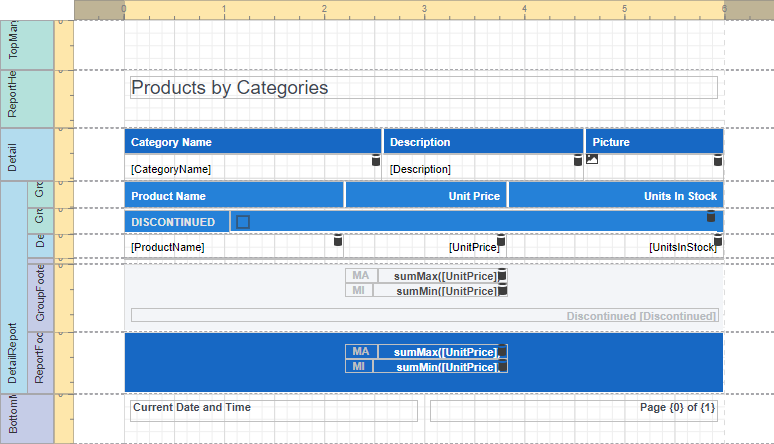 0 1 2 3 4 5 6
TopMar
ReportHe
Products by Categories
Detail
Category Name Description Picture
[CategoryName] [Description]
DetailReport
Gro
Product Name Unit Price Units In Stock
Gro
DISCONTINUED
De
[ProductName] [UnitPrice] [UnitsInStock]
GroupFoote
MA sumMax([UnitPrice]
MI sumMin([UnitPrice]
Discontinued [Discontinued]
ReportFoo
MA sumMax([UnitPrice]
MI sumMin([UnitPrice]
BottomM
Current Date and Time Page {0} of {1}